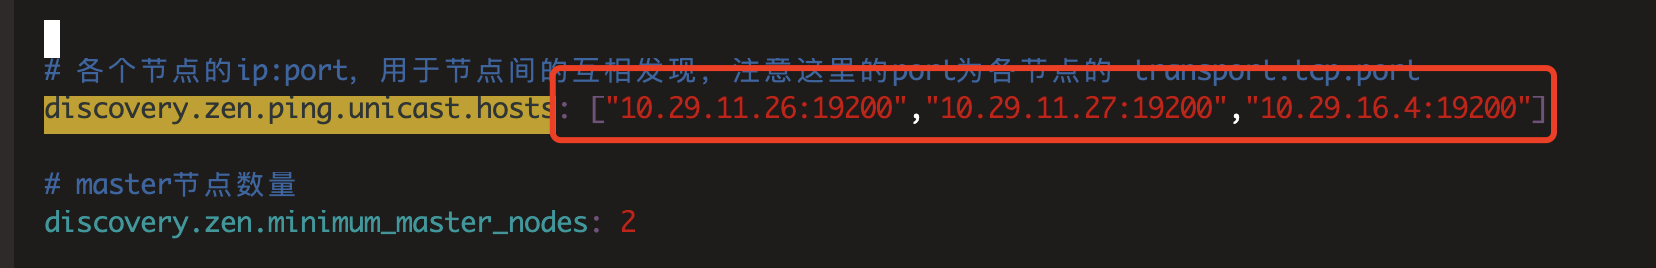 # 各个节点的ip:port, 用于节点间的互相发现, 注意这里的port为各节点的 transport.tcp.port
discovery.zen.ping.unicast.hosts: ["10.29.11.26:19200","10.29.11.27:19200","10.29.16.4:19200"]
# master节点数量
discovery.zen.minimum_master_nodes: 2